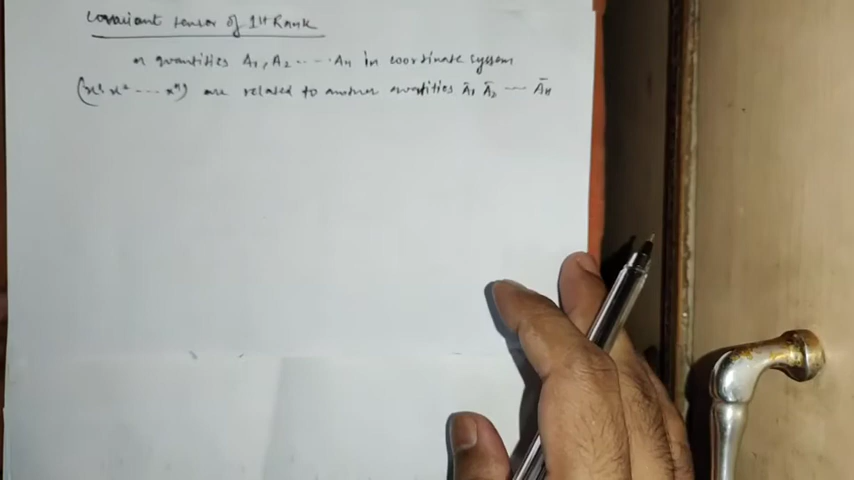 Covariant tensor of 1st Rank
n quantities A₁, A₂ ..... An in coordinate system
(x¹ x² .... xⁿ) are related to another quantities Ā₁ Ā₂ ---- Ān